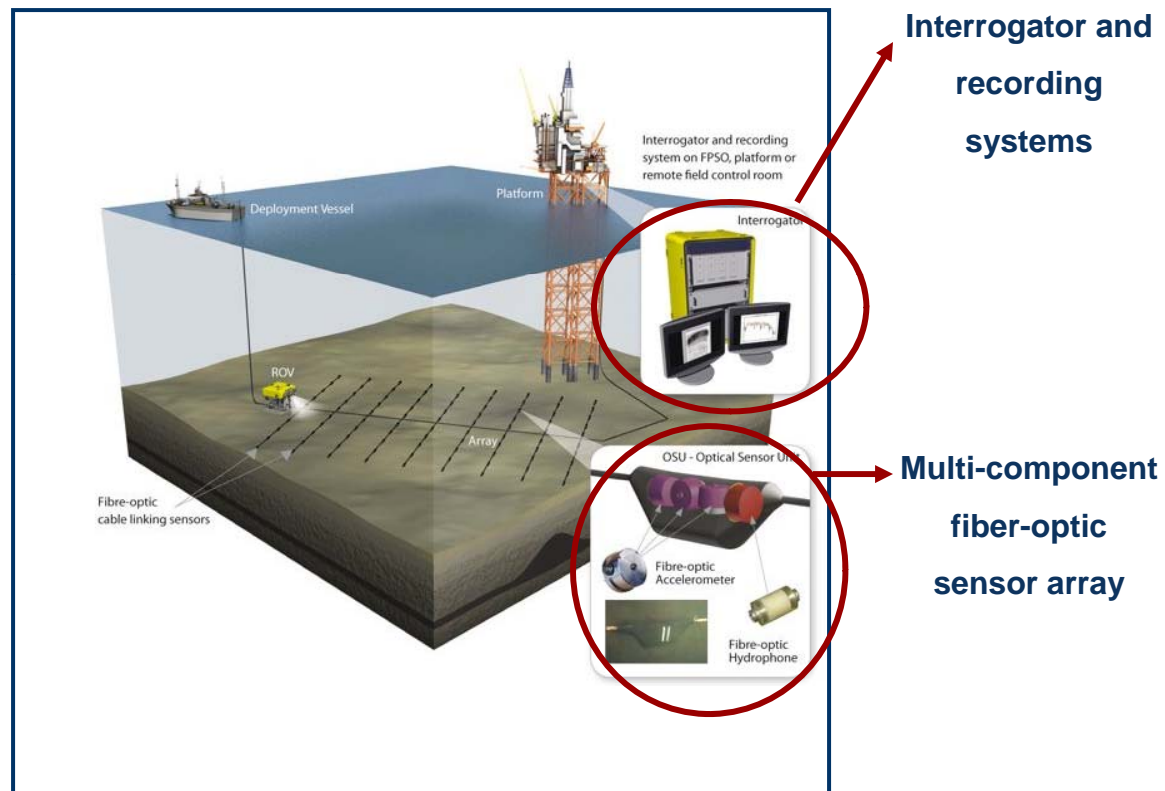 Interrogator and
recording
systems
Interrogator and recording
system on FPSO, platform or
remote field control room
Platform
Deployment Vessel
Interrogator
ROV
Array
OSU - Optical Sensor Unit
Multi-component
fiber-optic
sensor array
Fibre-optic
cable linking sensors
Fibre-optic
Accelerometer
Fibre-optic
Hydrophone